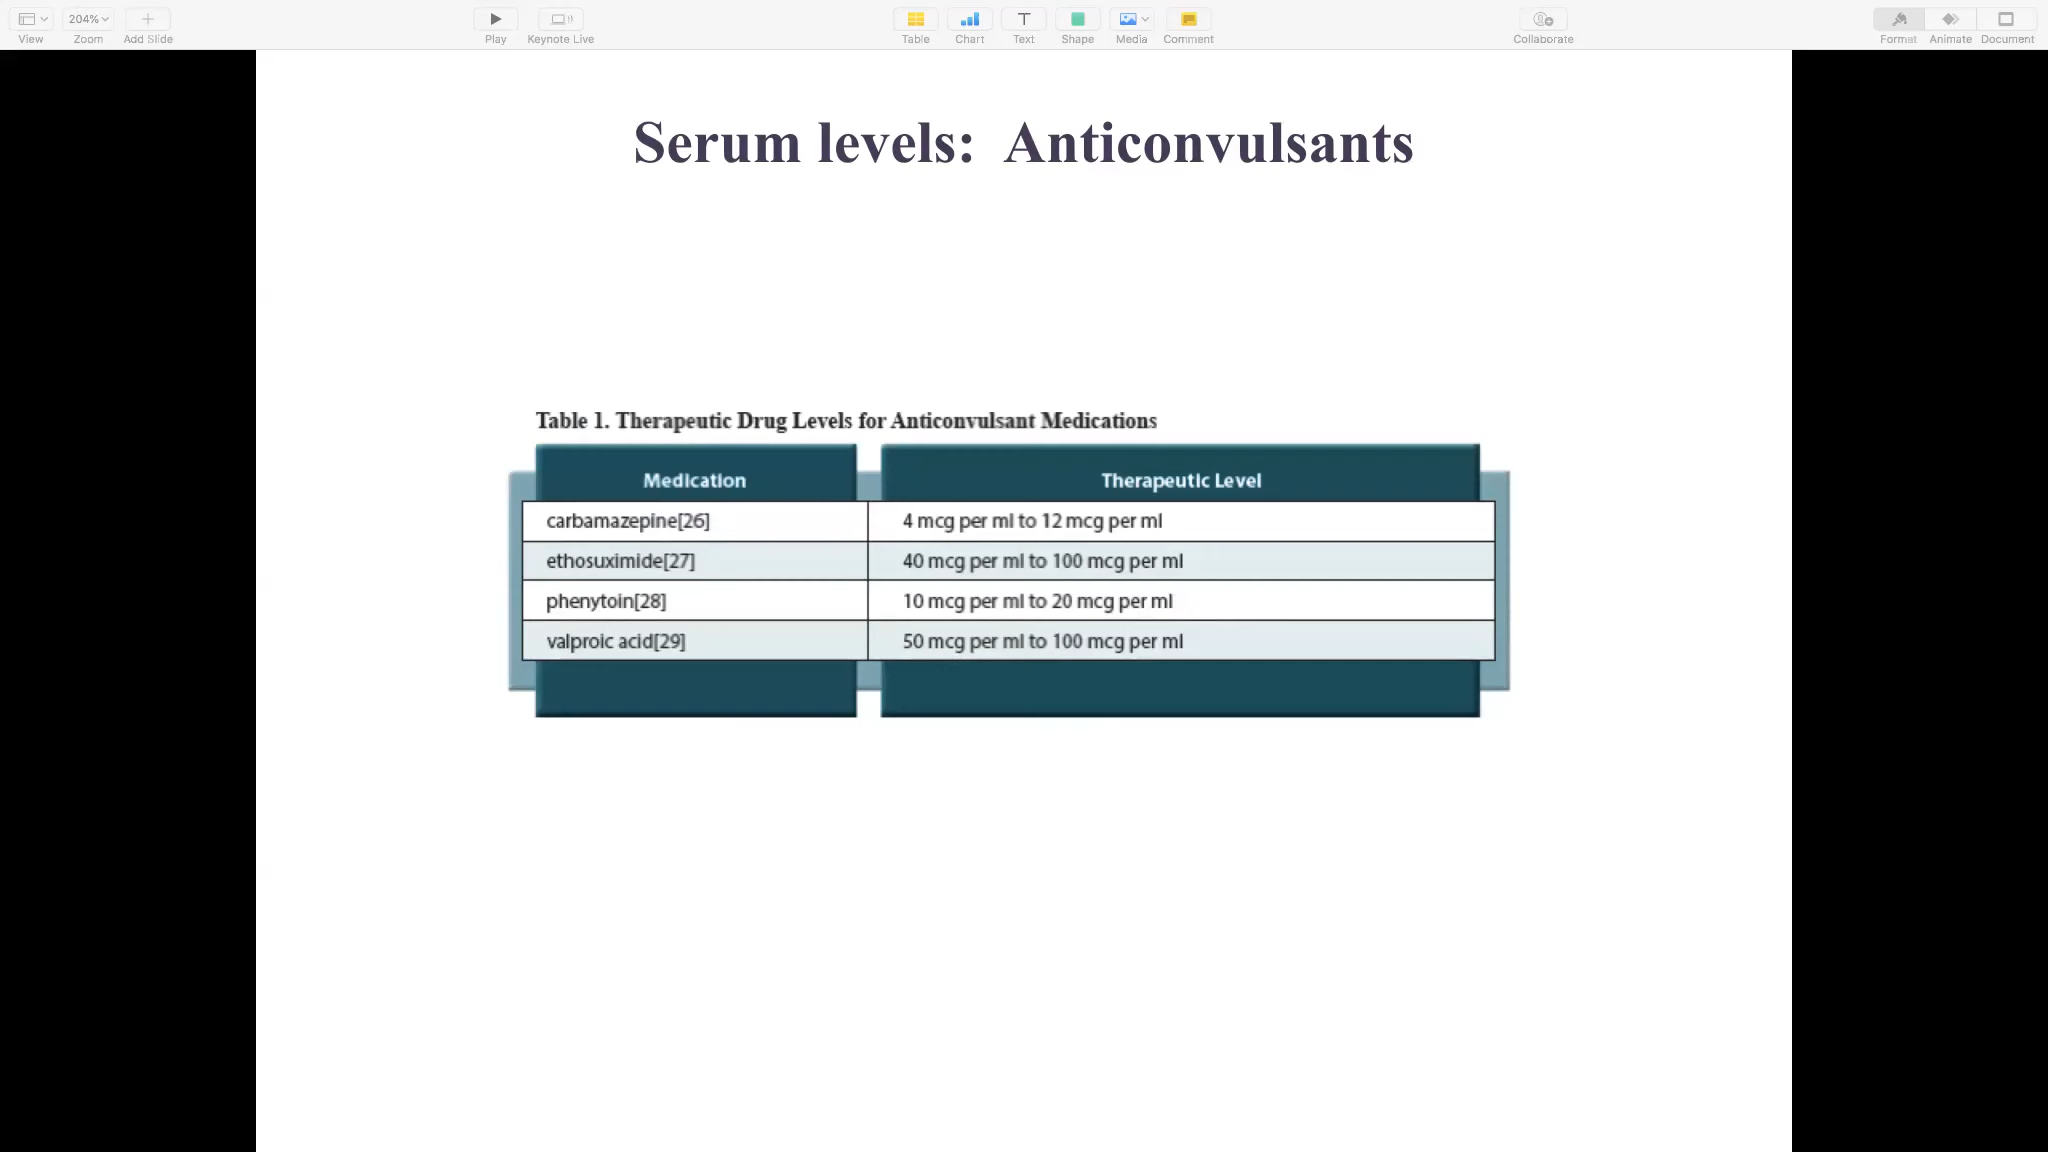 204%
View
Zoom
Add Slide
Play
Keynote Live
Table
Chart
T
Text
Shape
Media
Comment
Collaborate
Format
Animate
Document
Serum levels: Anticonvulsants
Table 1. Therapeutic Drug Levels for Anticonvulsant Medications
Medication Therapeutic Level
carbamazepine[26] 4 mcg per ml to 12 mcg per ml
ethosuximide[27] 40 mcg per ml to 100 mcg per ml
phenytoin[28] 10 mcg per ml to 20 mcg per ml
valproic acid[29] 50 mcg per ml to 100 mcg per ml